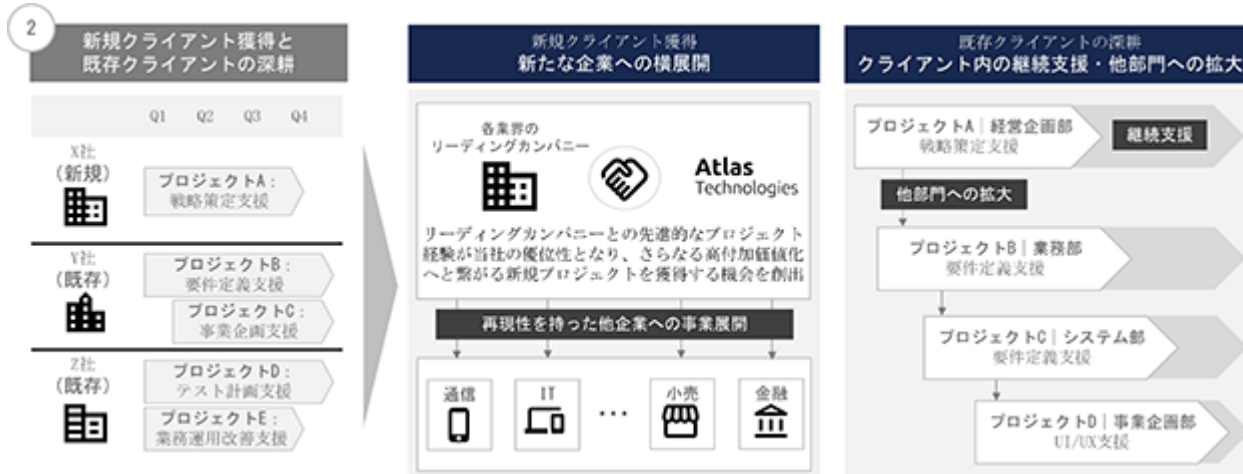 2
新規クライアント獲得と
既存クライアントの深耕
Q1 Q2 Q3 Q4
X社
(新規)
プロジェクトA：
戦略策定支援
Y社
(既存)
プロジェクトB：
要件定義支援
プロジェクトC：
事業企画支援
Z社
(既存)
プロジェクトD：
テスト計画支援
プロジェクトE：
業務運用改善支援
新規クライアント獲得
新たな企業への横展開
各業界の
リーディングカンパニー
Atlas
Technologies
リーディングカンパニーとの先進的なプロジェクト
経験が当社の優位性となり、さらなる高付加価値化
へと繋がる新規プロジェクトを獲得する機会を創出
再現性を持った他企業への事業展開
通信
IT
...
小売
金融
既存クライアントの深耕
クライアント内の継続支援・他部門への拡大
プロジェクトA｜経営企画部
戦略策定支援
継続支援
他部門への拡大
プロジェクトB｜業務部
要件定義支援
プロジェクトC｜システム部
要件定義支援
プロジェクトD｜事業企画部
UI/UX支援